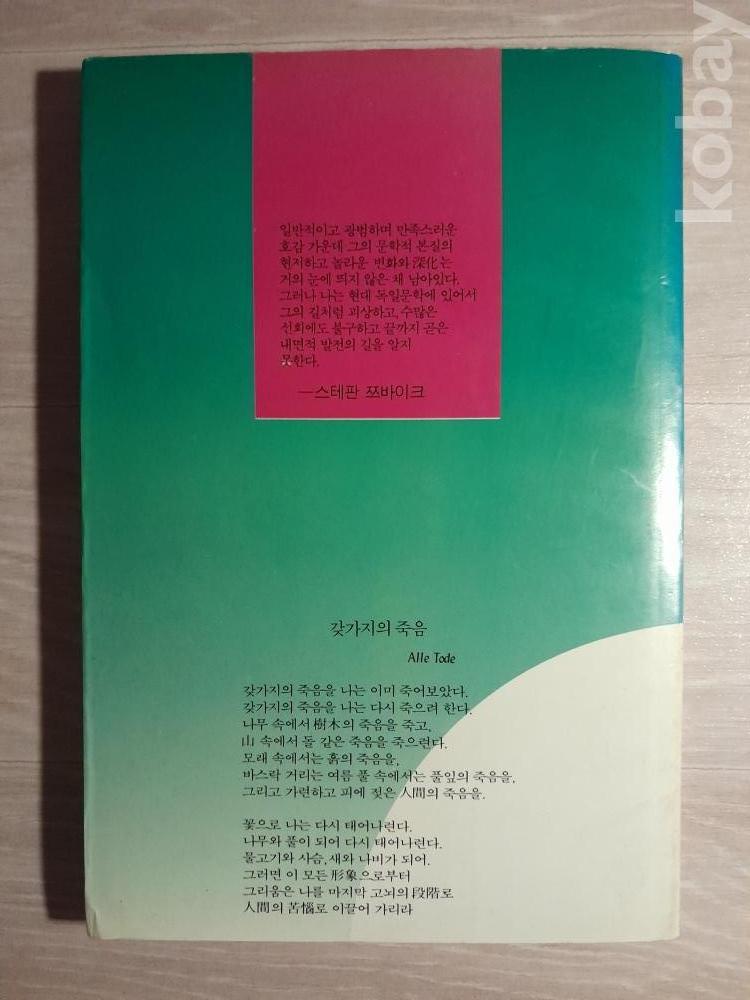 kobay
일반적이고 광범하며 만족스러운
호감 가운데 그의 문학적 본질의
현저하고 놀라운 변화와 深化는
거의 눈에 띄지 않은 채 남아있다.
그러나 나는 현대 독일문학에 있어서
그의 길처럼 괴상하고, 수많은
선회에도 불구하고 끝까지 곧은
내면적 발전의 길을 알지
못한다.
—스테판 쯔바이크
갖가지의 죽음
Alle Tode
갖가지의 죽음을 나는 이미 죽어보았다.
갖가지의 죽음을 나는 다시 죽으려 한다.
나무 속에서 樹木의 죽음을 죽고,
山 속에서 돌 같은 죽음을 죽으련다.
모래 속에서는 흙의 죽음을,
바스락 거리는 여름 풀 속에서는 풀잎의 죽음을,
그리고 가련하고 피에 젖은 人間의 죽음을.
꽃으로 나는 다시 태어나련다.
나무와 풀이 되어 다시 태어나련다.
물고기와 사슴, 새와 나비가 되어.
그러면 이 모든 形象으로부터
그리움은 나를 마지막 고뇌의 段階로
人間의 苦惱로 이끌어 가리라